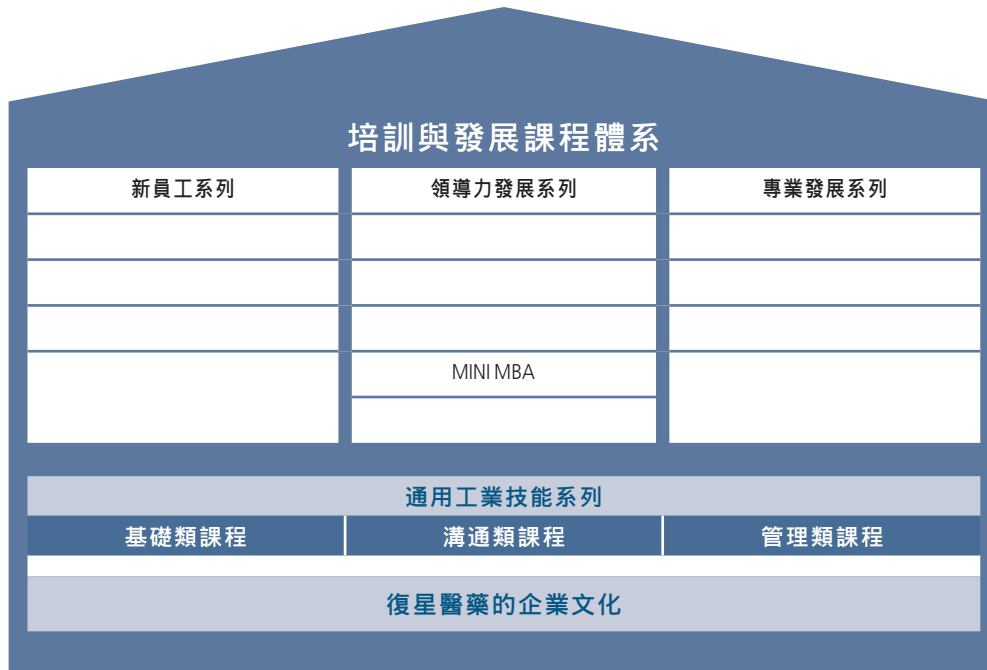 培訓與發展課程體系
新員工系列 領導力發展系列 專業發展系列
MINI MBA
通用工業技能系列
基礎類課程 溝通類課程 管理類課程
復星醫藥的企業文化